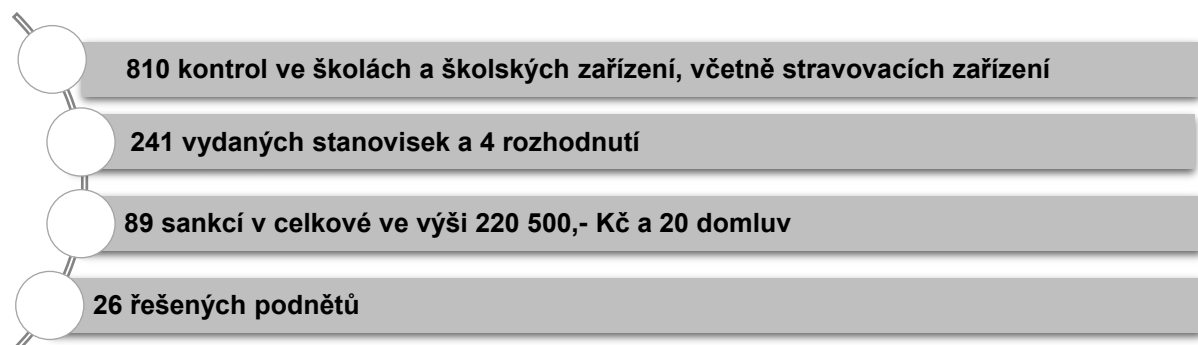 810 kontrol ve školách a školských zařízení, včetně stravovacích zařízení
241 vydaných stanovisek a 4 rozhodnutí
89 sankcí v celkové ve výši 220 500,- Kč a 20 domluv
26 řešených podnětů